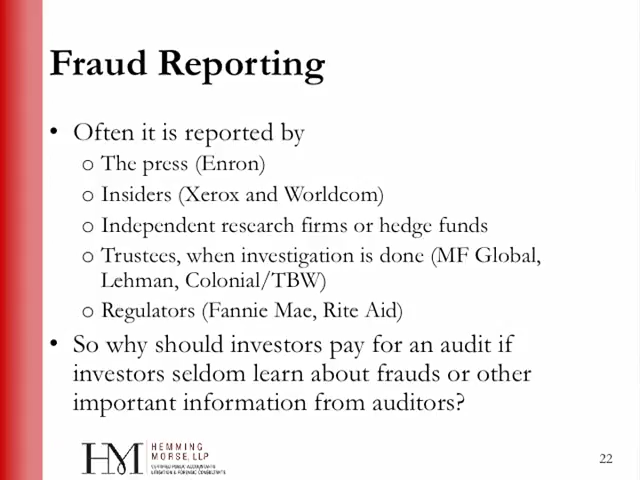 Fraud Reporting
• Often it is reported by
o The press (Enron)
o Insiders (Xerox and Worldcom)
o Independent research firms or hedge funds
o Trustees, when investigation is done (MF Global,
Lehman, Colonial/TBW)
o Regulators (Fannie Mae, Rite Aid)
• So why should investors pay for an audit if
investors seldom learn about frauds or other
important information from auditors?
HM
HEMMING
MORSE, LLP
CERTIFIED PUBLIC ACCOUNTANTS
LITIGATION & FORENSIC CONSULTANTS
22